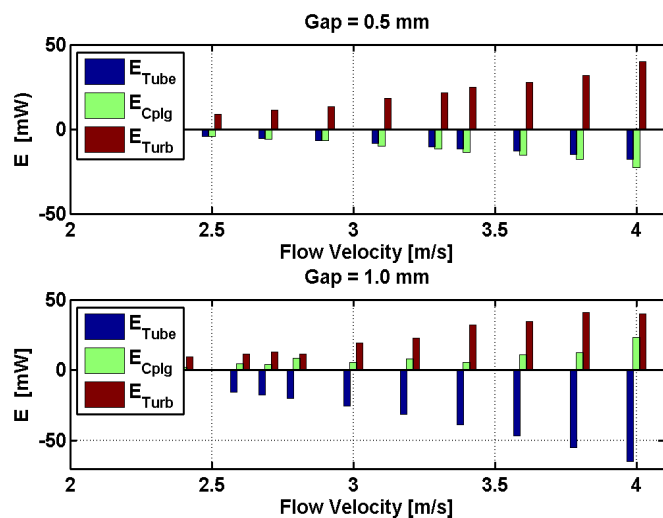 Gap = 0.5 mm
50
0
-50
E [mW)
E_Tube
E_Cplg
E_Turb
2
2.5
3
3.5
4
Flow Velocity [m/s]
Gap = 1.0 mm
50
0
-50
E [mW]
E_Tube
E_Cplg
E_Turb
2
2.5
3
3.5
4
Flow Velocity [m/s]